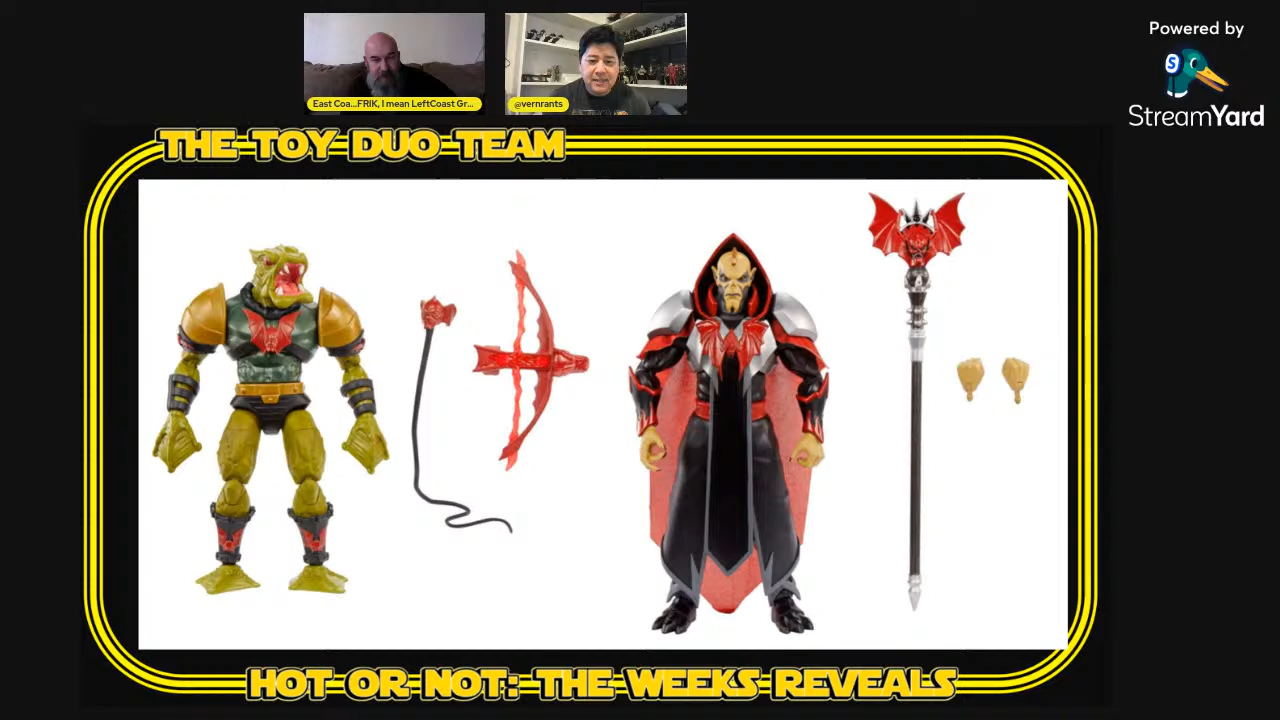 Powered by
S
StreamYard
East Coa...FRIK, I mean LeftCoast Gr...
@vernrants
THE TOY DUO TEAM
HOT OR NOT: THE WEEKS REVEALS